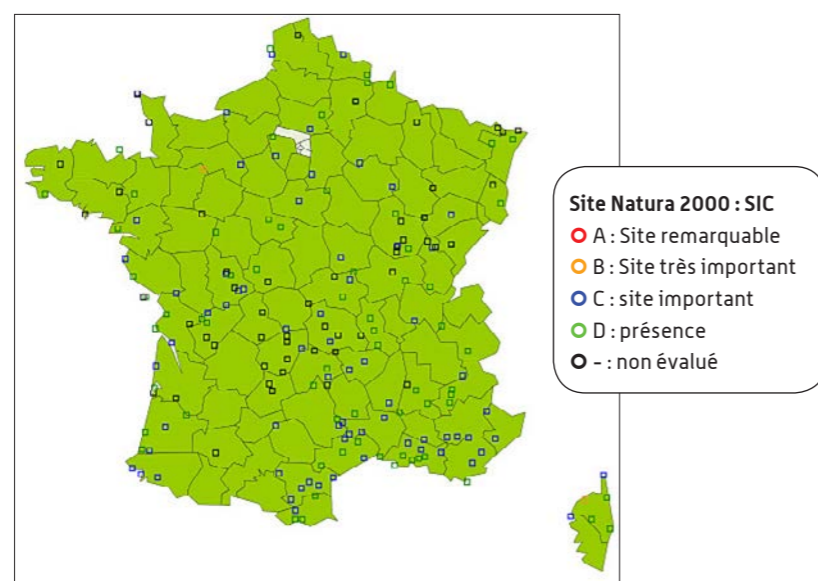 Site Natura 2000 : SIC
A : Site remarquable
B : Site très important
C : site important
D : présence
- : non évalué